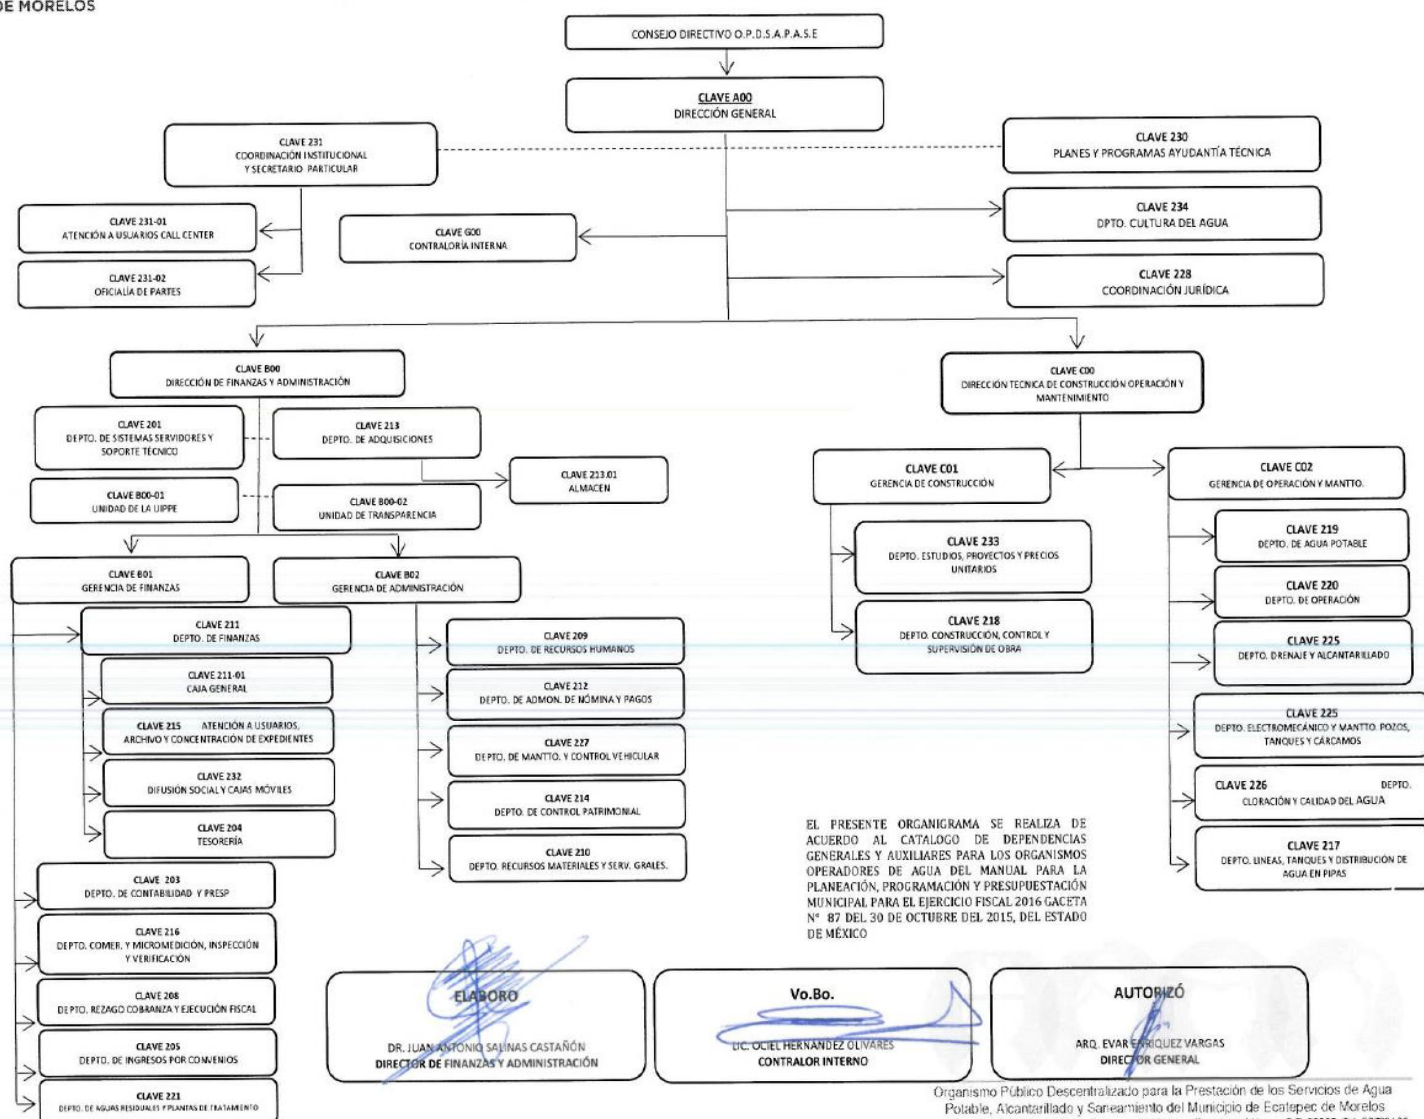 DE MORELOS
CONSEJO DIRECTIVO O.P.D.S.A.P.A.S.E
CLAVE A00
DIRECCIÓN GENERAL
CLAVE 231
COORDINACIÓN INSTITUCIONAL
Y SECRETARIO PARTICULAR
CLAVE 230
PLANES Y PROGRAMAS AYUDANTÍA TÉCNICA
CLAVE 231-01
ATENCIÓN A USUARIOS CALL CENTER
CLAVE G00
CONTRALORÍA INTERNA
CLAVE 234
DPTO. CULTURA DEL AGUA
CLAVE 231-02
OFICIALÍA DE PARTES
CLAVE 228
COORDINACIÓN JURÍDICA
CLAVE B00
DIRECCIÓN DE FINANZAS Y ADMINISTRACIÓN
CLAVE C00
DIRECCIÓN TECNICA DE CONSTRUCCIÓN OPERACIÓN Y
MANTENIMIENTO
CLAVE 201
DEPTO. DE SISTEMAS SERVIDORES Y
SOPORTE TÉCNICO
CLAVE 213
DEPTO. DE ADQUISICIONES
CLAVE 213.01
ALMACEN
CLAVE B00-01
UNIDAD DE LA UIPPE
CLAVE B00-02
UNIDAD DE TRANSPARENCIA
CLAVE C01
GERENCIA DE CONSTRUCCIÓN
CLAVE C02
GERENCIA DE OPERACIÓN Y MANTTO.
CLAVE B01
GERENCIA DE FINANZAS
CLAVE B02
GERENCIA DE ADMINISTRACIÓN
CLAVE 233
DEPTO. ESTUDIOS, PROYECTOS Y PRECIOS
UNITARIOS
CLAVE 218
DEPTO. CONSTRUCCIÓN, CONTROL Y
SUPERVISIÓN DE OBRA
CLAVE 219
DEPTO. DE AGUA POTABLE
CLAVE 220
DEPTO. DE OPERACIÓN
CLAVE 225
DEPTO. DRENAJE Y ALCANTARILLADO
CLAVE 225
DEPTO. ELECTROMECÁNICO Y MANTTO. POZOS,
TANQUES Y CÁRCAMOS
CLAVE 226 DEPTO.
CLORACIÓN Y CALIDAD DEL AGUA
CLAVE 217
DEPTO. LINEAS, TANQUES Y DISTRIBUCIÓN DE
AGUA EN PIPAS
CLAVE 211
DEPTO. DE FINANZAS
CLAVE 211-01
CAJA GENERAL
CLAVE 215 ATENCIÓN A USUARIOS,
ARCHIVO Y CONCENTRACIÓN DE EXPEDIENTES
CLAVE 232
DIFUSIÓN SOCIAL Y CAJAS MÓVILES
CLAVE 204
TESORERÍA
CLAVE 209
DEPTO. DE RECURSOS HUMANOS
CLAVE 212
DEPTO. DE ADMON. DE NÓMINA Y PAGOS
CLAVE 227
DEPTO. DE MANTTO. Y CONTROL VEHICULAR
CLAVE 214
DEPTO. DE CONTROL PATRIMONIAL
CLAVE 210
DEPTO. RECURSOS MATERIALES Y SERV. GRALES.
CLAVE 203
DEPTO. DE CONTABILIDAD Y PRESP
CLAVE 216
DEPTO. COMER. Y MICROMEDICIÓN, INSPECCIÓN
Y VERIFICACIÓN
CLAVE 208
DEPTO. REZAGO COBRANZA Y EJECUCIÓN FISCAL
CLAVE 205
DEPTO. DE INGRESOS POR CONVENIOS
CLAVE 221
DEPTO. DE AGUAS RESIDUALES Y PLANTAS DE TRATAMIENTO
EL PRESENTE ORGANIGRAMA SE REALIZA DE
ACUERDO AL CATALOGO DE DEPENDENCIAS
GENERALES Y AUXILIARES PARA LOS ORGANISMOS
OPERADORES DE AGUA DEL MANUAL PARA LA
PLANEACIÓN, PROGRAMACIÓN Y PRESUPUESTACIÓN
MUNICIPAL PARA EL EJERCICIO FISCAL 2016 GACETA
N° 87 DEL 30 DE OCTUBRE DEL 2015, DEL ESTADO
DE MÉXICO
ELABORO
DR. JUAN ANTONIO SALINAS CASTAÑÓN
DIRECTOR DE FINANZAS Y ADMINISTRACIÓN
Vo.Bo.
LIC. OCIEL HERNÁNDEZ OLIVARES
CONTRALOR INTERNO
AUTORIZÓ
ARQ. EVAR ENRIQUEZ VARGAS
DIRECTOR GENERAL
Organismo Público Descentralizado para la Prestación de los Servicios de Agua
Potable, Alcantarillado y Saneamiento del Municipio de Ecatepec de Morelos